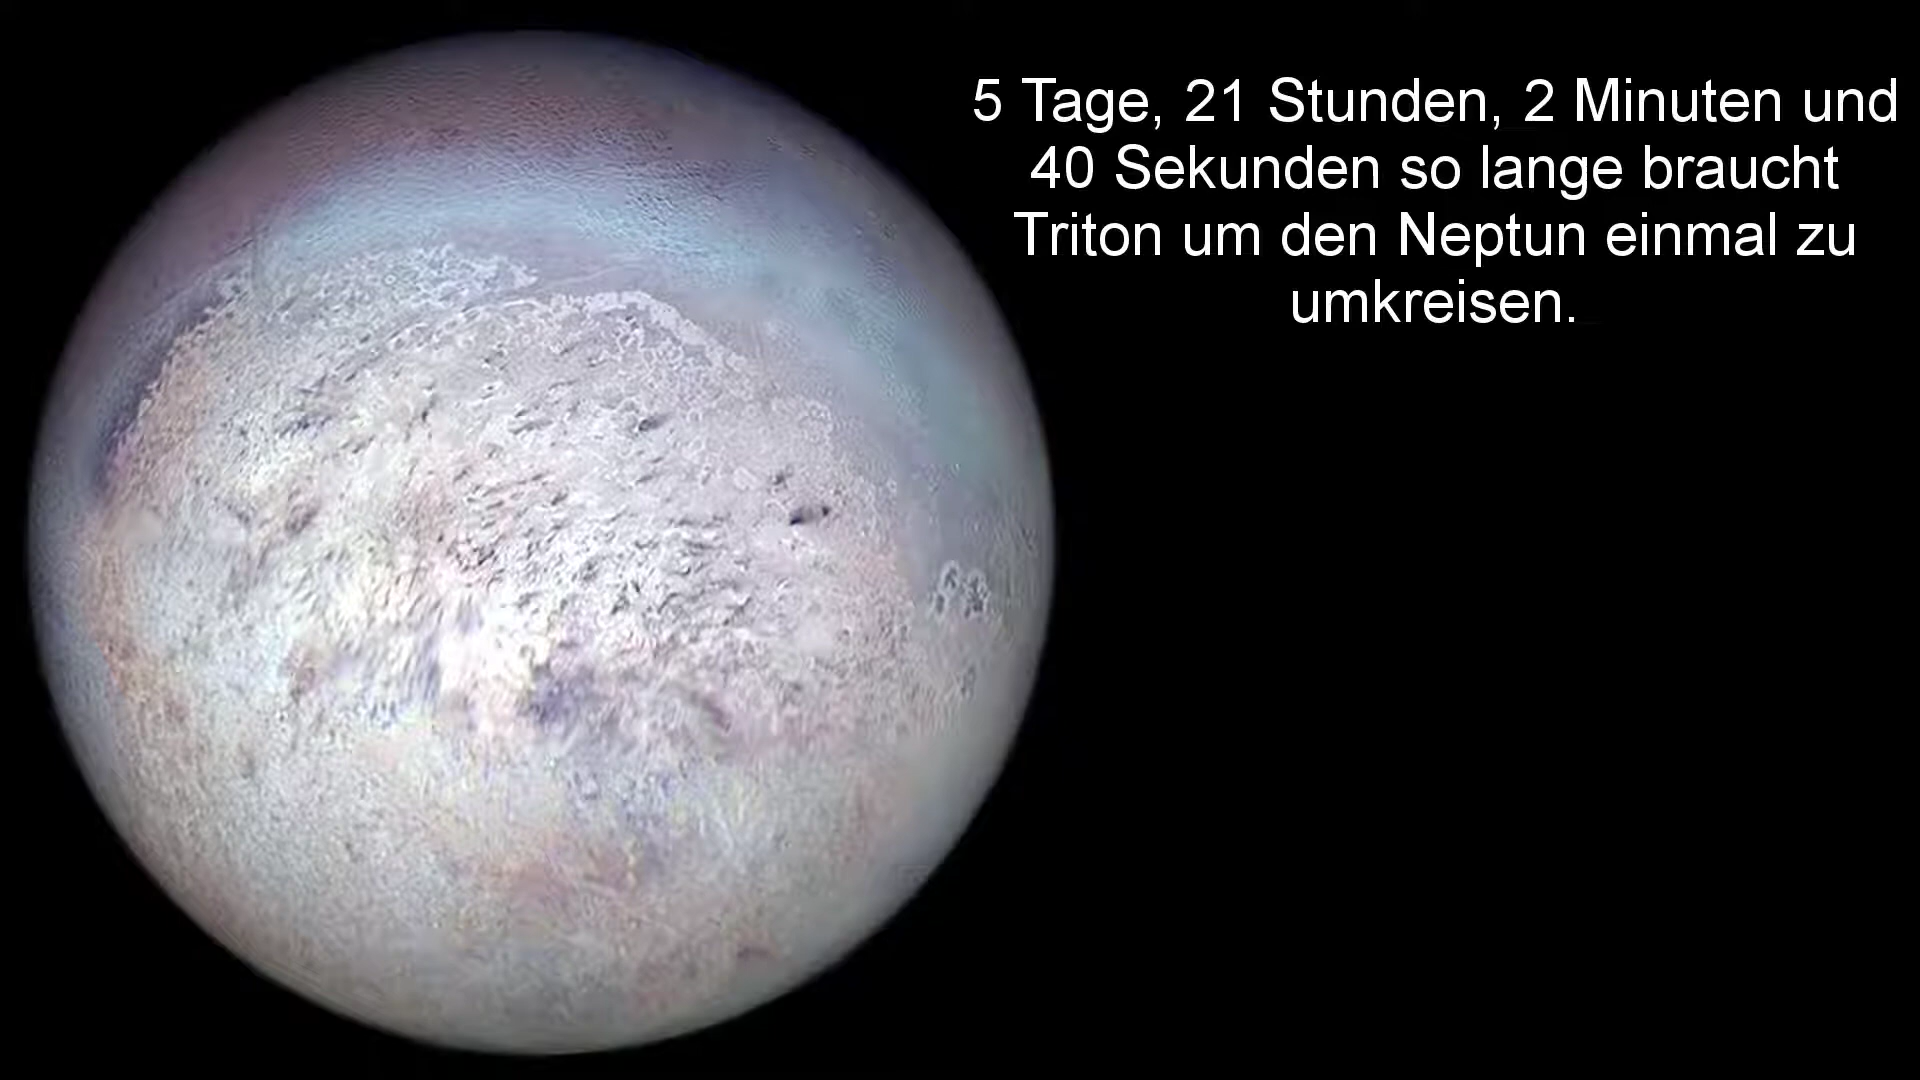 5 Tage, 21 Stunden, 2 Minuten und
40 Sekunden so lange braucht
Triton um den Neptun einmal zu
umkreisen.